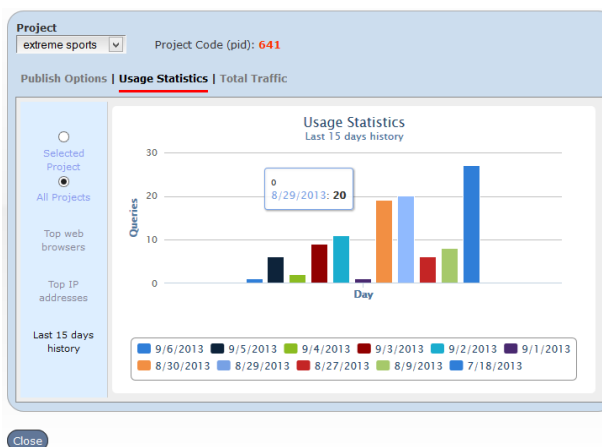 Project
extreme sports
Project Code (pid): 641
Publish Options | Usage Statistics | Total Traffic
Selected
Project
All Projects
Top web
browsers
Top IP
addresses
Last 15 days
history
Usage Statistics
Last 15 days history
30
20
10
0
Queries
0
8/29/2013: 20
Day
9/6/2013 9/5/2013 9/4/2013 9/3/2013 9/2/2013 9/1/2013
8/30/2013 8/29/2013 8/27/2013 8/9/2013 7/18/2013
Close